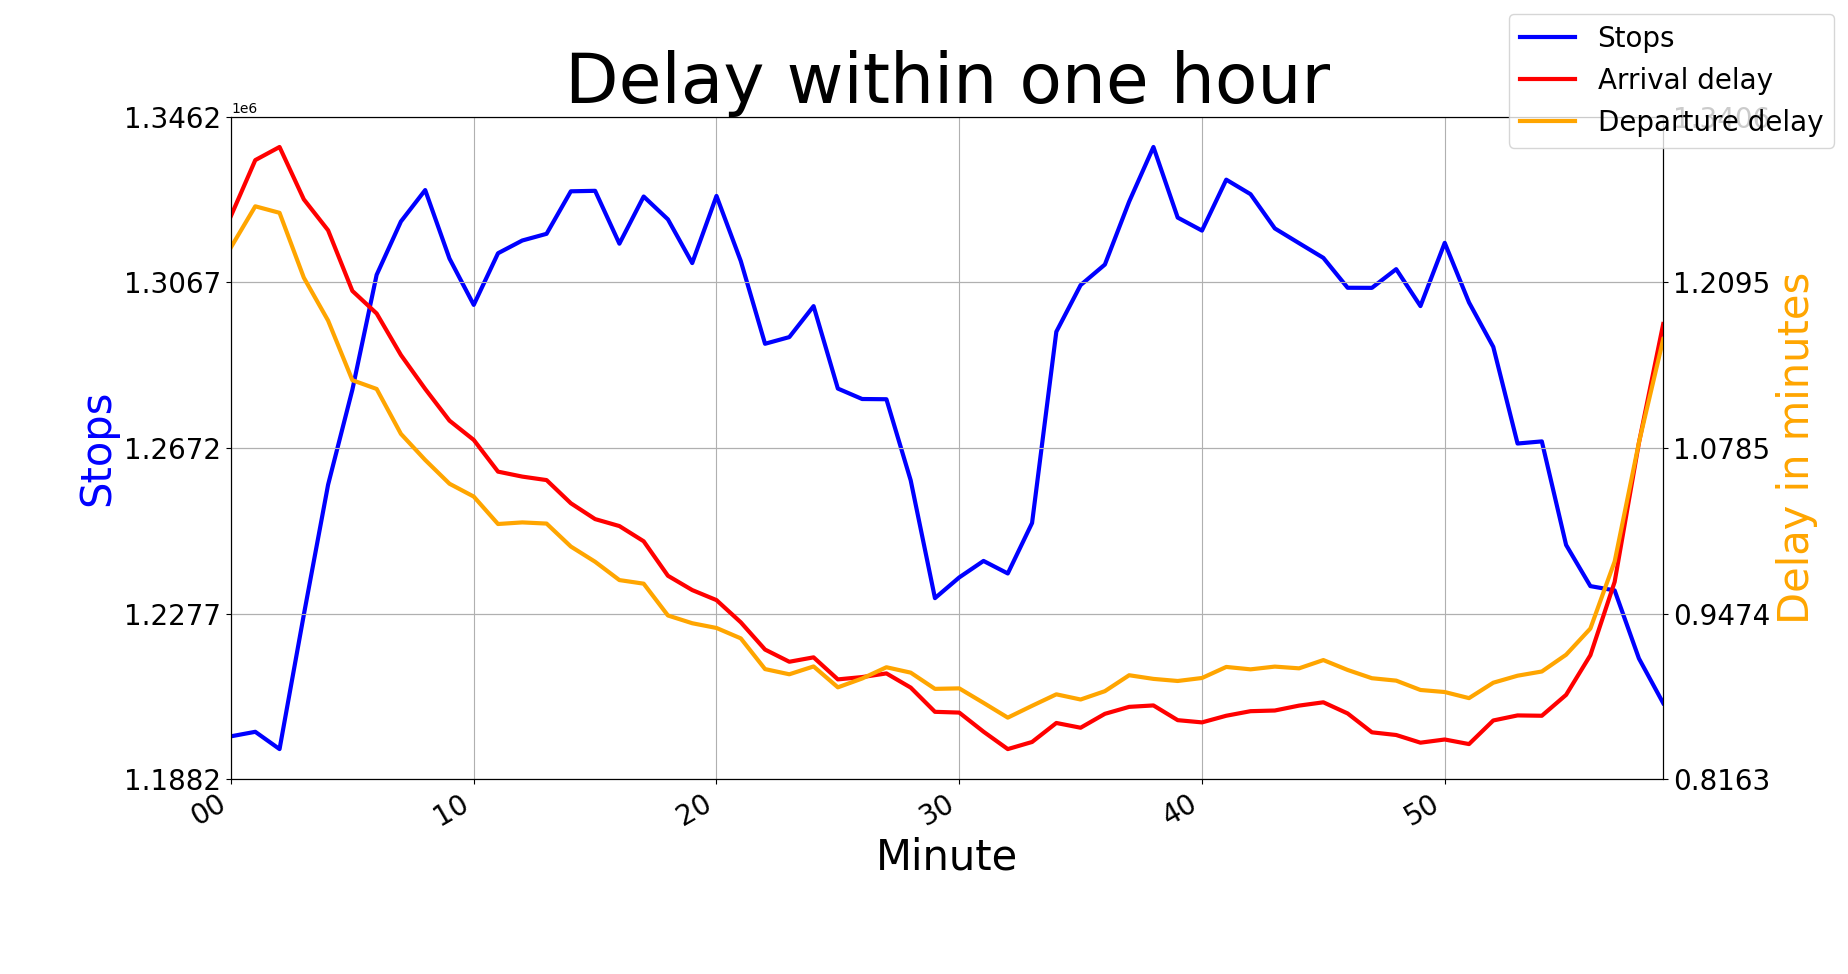 Delay within one hour
Stops
Arrival delay
Departure delay
1e6
1.3462
1.3067
1.2672
1.2277
1.1882
Stops
1.3406
1.2095
1.0785
0.9474
0.8163
Delay in minutes
00
10
20
30
40
50
Minute